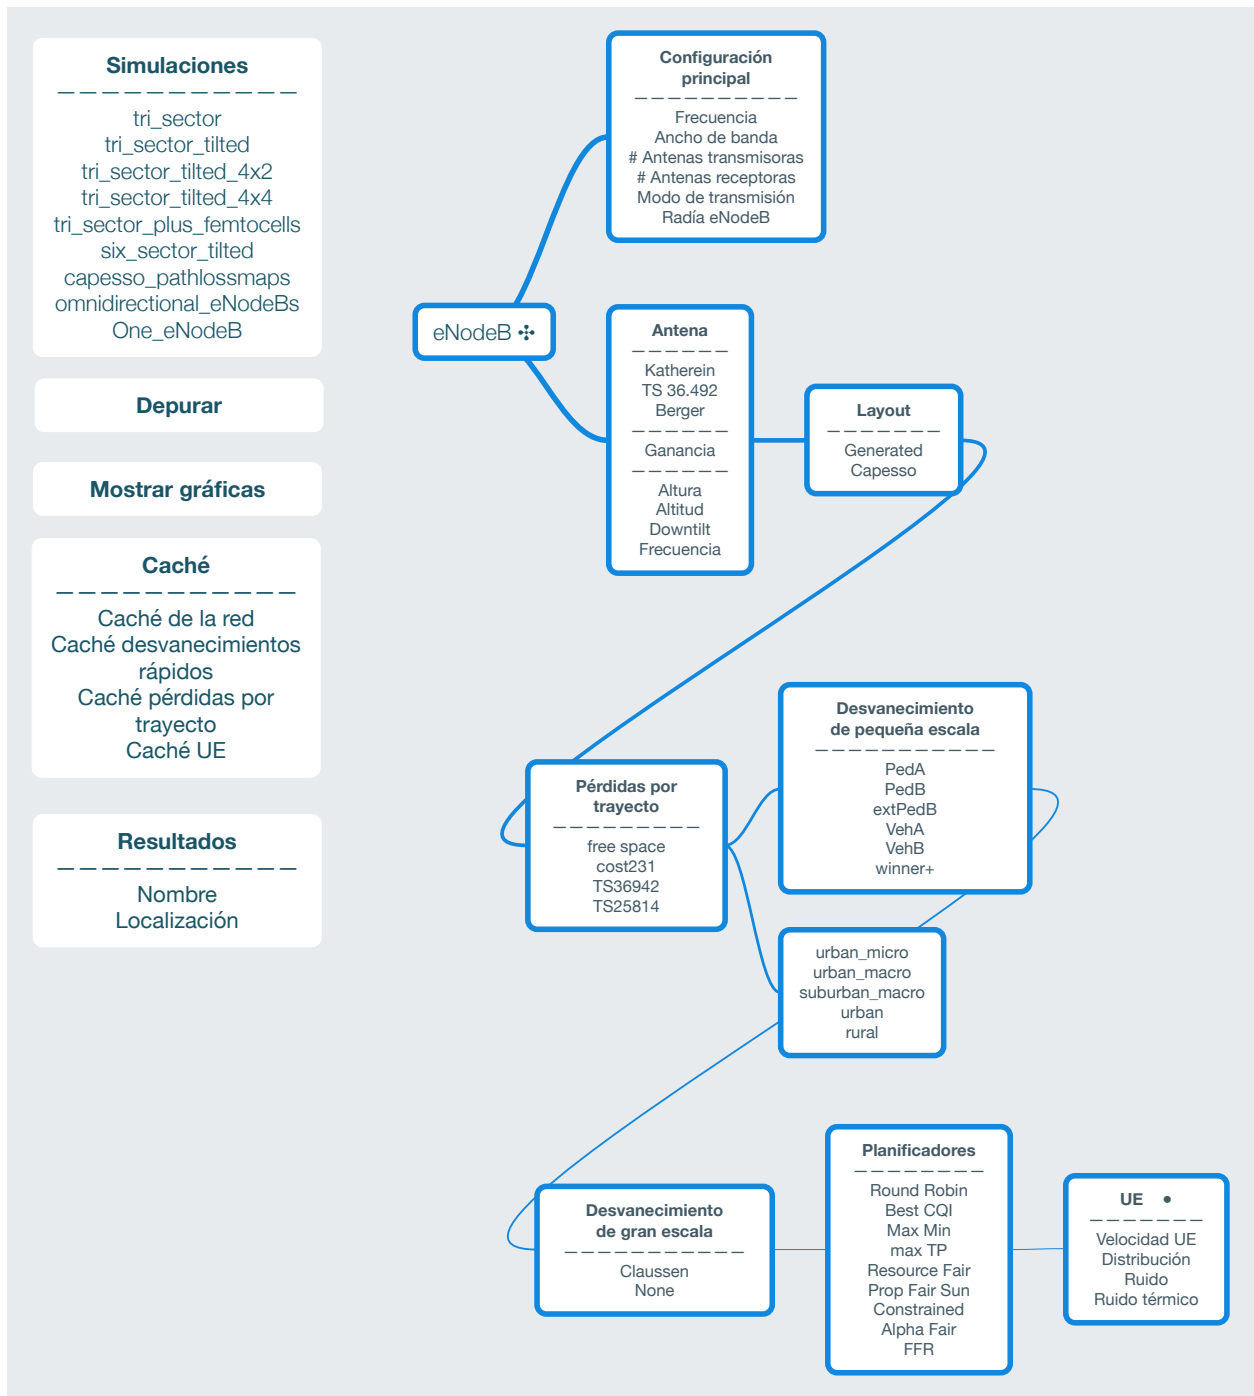 Simulaciones
tri_sector
tri_sector_tilted
tri_sector_tilted_4x2
tri_sector_tilted_4x4
tri_sector_plus_femtocells
six_sector_tilted
capesso_pathlossmaps
omnidirectional_eNodeBs
One_eNodeB
Depurar
Mostrar gráficas
Caché
Caché de la red
Caché desvanecimientos
rápidos
Caché pérdidas por
trayecto
Caché UE
Resultados
Nombre
Localización
eNodeB
Configuración
principal
Frecuencia
Ancho de banda
# Antenas transmisoras
# Antenas receptoras
Modo de transmisión
Radía eNodeB
Antena
Katherein
TS 36.492
Berger
Ganancia
Altura
Altitud
Downtilt
Frecuencia
Layout
Generated
Capesso
Pérdidas por
trayecto
free space
cost231
TS36942
TS25814
Desvanecimiento
de pequeña escala
PedA
PedB
extPedB
VehA
VehB
winner+
urban_micro
urban_macro
suburban_macro
urban
rural
Desvanecimiento
de gran escala
Claussen
None
Planificadores
Round Robin
Best CQI
Max Min
max TP
Resource Fair
Prop Fair Sun
Constrained
Alpha Fair
FFR
UE •
Velocidad UE
Distribución
Ruido
Ruido térmico